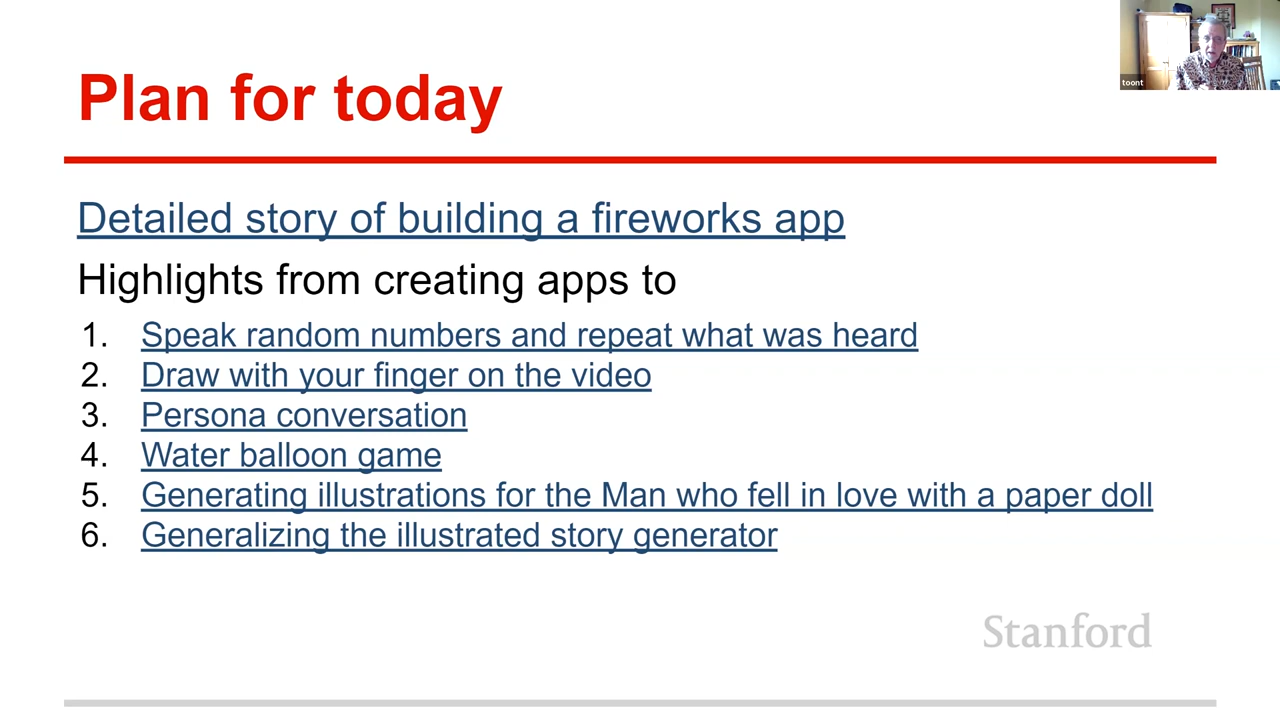 toont
Plan for today
Detailed story of building a fireworks app
Highlights from creating apps to
1. Speak random numbers and repeat what was heard
2. Draw with your finger on the video
3. Persona conversation
4. Water balloon game
5. Generating illustrations for the Man who fell in love with a paper doll
6. Generalizing the illustrated story generator
Stanford